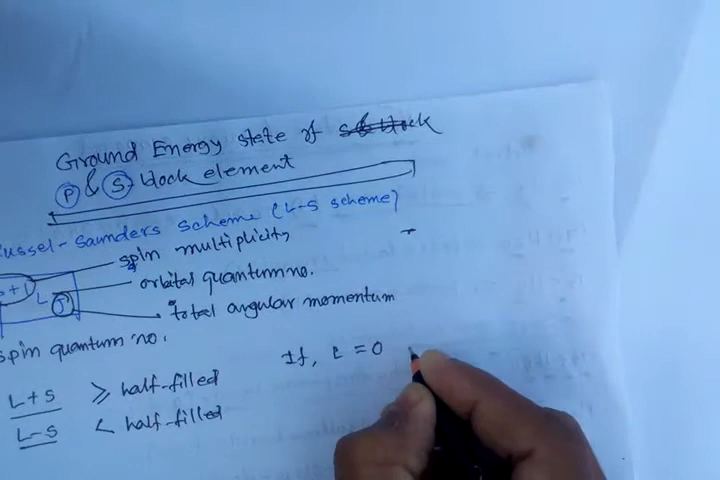 Ground Energy state of
P & S-block element
ussel-Saunders scheme (L-S scheme)
spin multiplicity
+1 L orbital quantum no.
J total angular momentum
spin quantum no.
If, L = 0
L+S ≥ half-filled
L-S < half-filled